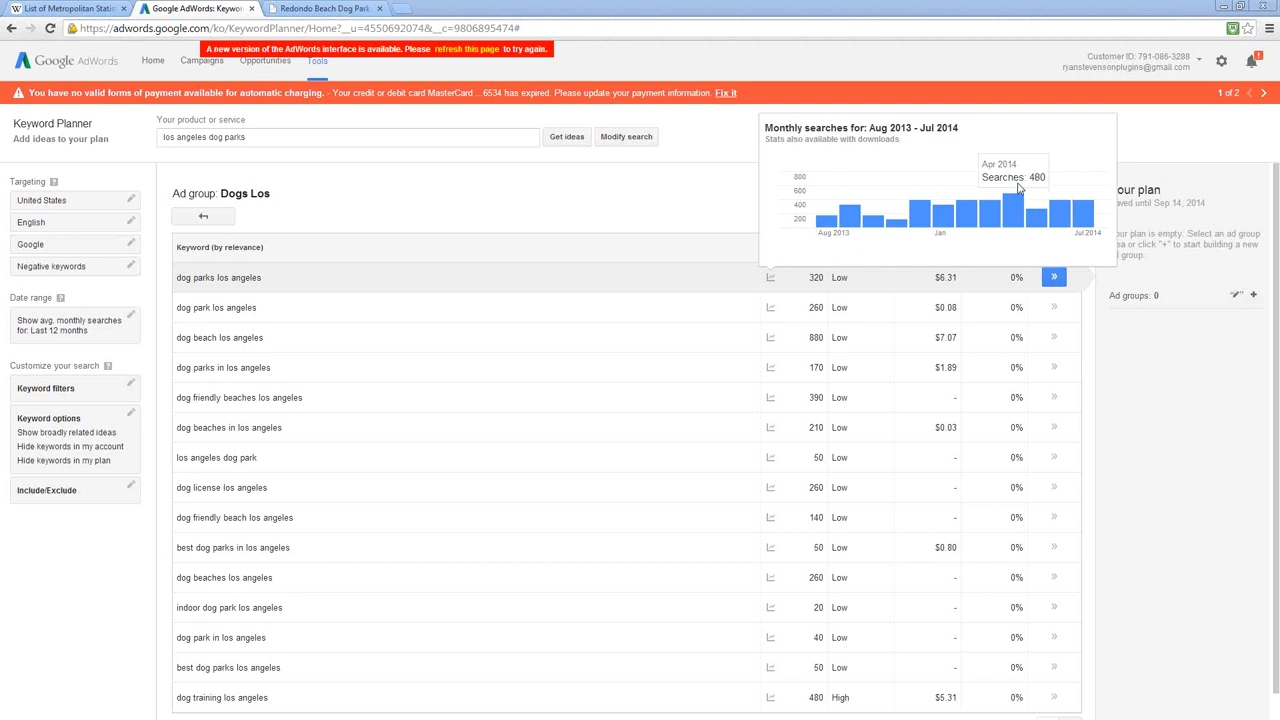 List of Metropolitan Statis
Google AdWords: Keywor
Redondo Beach Dog Park
https://adwords.google.com/ko/KeywordPlanner/Home?__u=4550692074&__c=9806895474#
A new version of the AdWords interface is available. Please refresh this page to try again.
Google AdWords
Home
Campaigns
Opportunities
Tools
Customer ID: 791-086-3288
ryanstevensonplugins@gmail.com
You have no valid forms of payment available for automatic charging. - Your credit or debit card MasterCard ...6534 has expired. Please update your payment information. Fix it
1 of 2
Keyword Planner
Add ideas to your plan
Your product or service
los angeles dog parks
Get ideas
Modify search
Targeting ?
United States
English
Google
Negative keywords
Date range ?
Show avg. monthly searches
for: Last 12 months
Customize your search ?
Keyword filters
Keyword options
Show broadly related ideas
Hide keywords in my account
Hide keywords in my plan
Include/Exclude
Ad group: Dogs Los
Monthly searches for: Aug 2013 - Jul 2014
Stats also available with downloads
Apr 2014
Searches: 480
800
600
400
200
Aug 2013
Jan
Jul 2014
Keyword (by relevance)
dog parks los angeles 320 Low $6.31 0% »
dog park los angeles 260 Low $0.08 0% »
dog beach los angeles 880 Low $7.07 0% »
dog parks in los angeles 170 Low $1.89 0% »
dog friendly beaches los angeles 390 Low - 0% »
dog beaches in los angeles 210 Low $0.03 0% »
los angeles dog park 50 Low - 0% »
dog license los angeles 260 Low - 0% »
dog friendly beach los angeles 140 Low - 0% »
best dog parks in los angeles 50 Low $0.80 0% »
dog beaches los angeles 260 Low - 0% »
indoor dog park los angeles 20 Low - 0% »
dog park in los angeles 40 Low - 0% »
best dog parks los angeles 50 Low - 0% »
dog training los angeles 480 High $5.31 0% »
our plan
ved until Sep 14, 2014
our plan is empty. Select an ad group
ea or click "+" to start building a new
d group.
Ad groups: 0